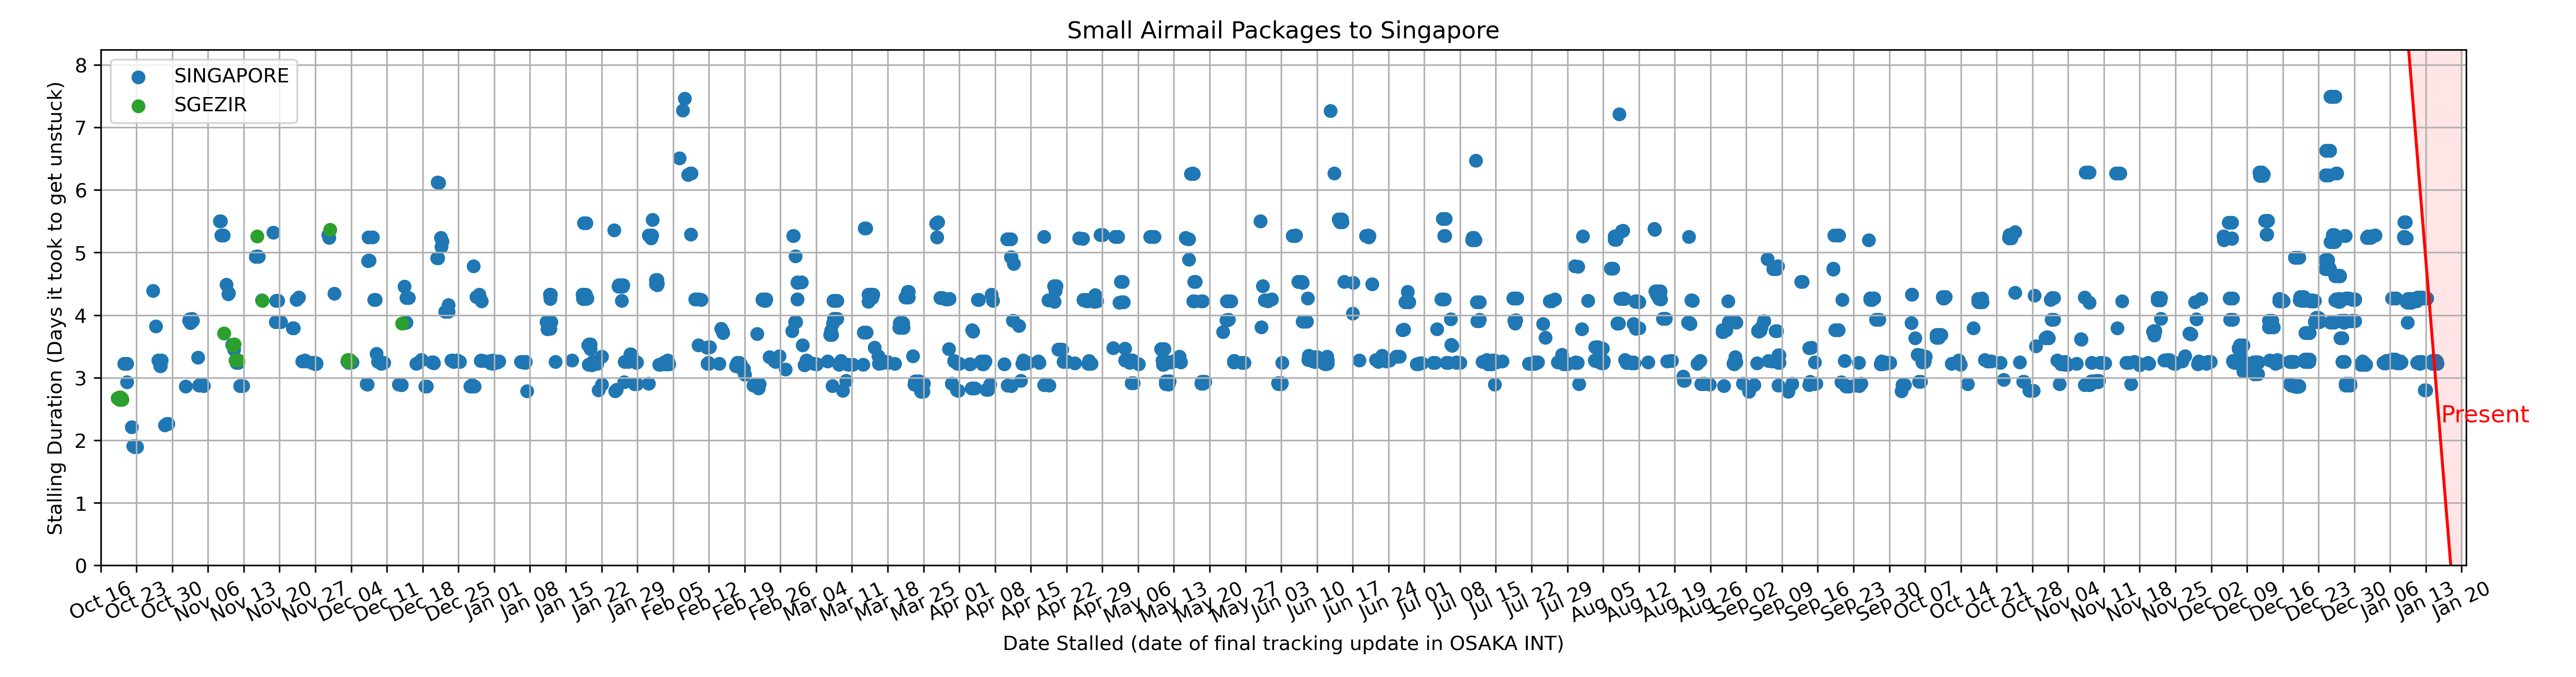 Small Airmail Packages to Singapore
SINGAPORE
SGEZIR
Stalling Duration (Days it took to get unstuck)
8
7
6
5
4
3
2
1
0
Present
Oct 16 Oct 23 Oct 30 Nov 06 Nov 13 Nov 20 Nov 27 Dec 04 Dec 11 Dec 18 Dec 25 Jan 01 Jan 08 Jan 15 Jan 22 Jan 29 Feb 05 Feb 12 Feb 19 Feb 26 Mar 04 Mar 11 Mar 18 Mar 25 Apr 01 Apr 08 Apr 15 Apr 22 Apr 29 May 06 May 13 May 20 May 27 Jun 03 Jun 10 Jun 17 Jun 24 Jul 01 Jul 08 Jul 15 Jul 22 Jul 29 Aug 05 Aug 12 Aug 19 Aug 26 Sep 02 Sep 09 Sep 16 Sep 23 Sep 30 Oct 07 Oct 14 Oct 21 Oct 28 Nov 04 Nov 11 Nov 18 Nov 25 Dec 02 Dec 09 Dec 16 Dec 23 Dec 30 Jan 06 Jan 13 Jan 20
Date Stalled (date of final tracking update in OSAKA INT)